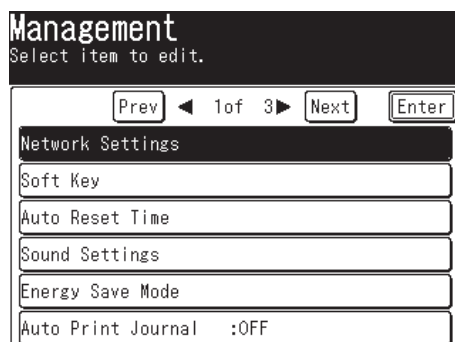 Management
Select item to edit.
Prev ◀ 1of 3▶ Next Enter
Network Settings
Soft Key
Auto Reset Time
Sound Settings
Energy Save Mode
Auto Print Journal :OFF